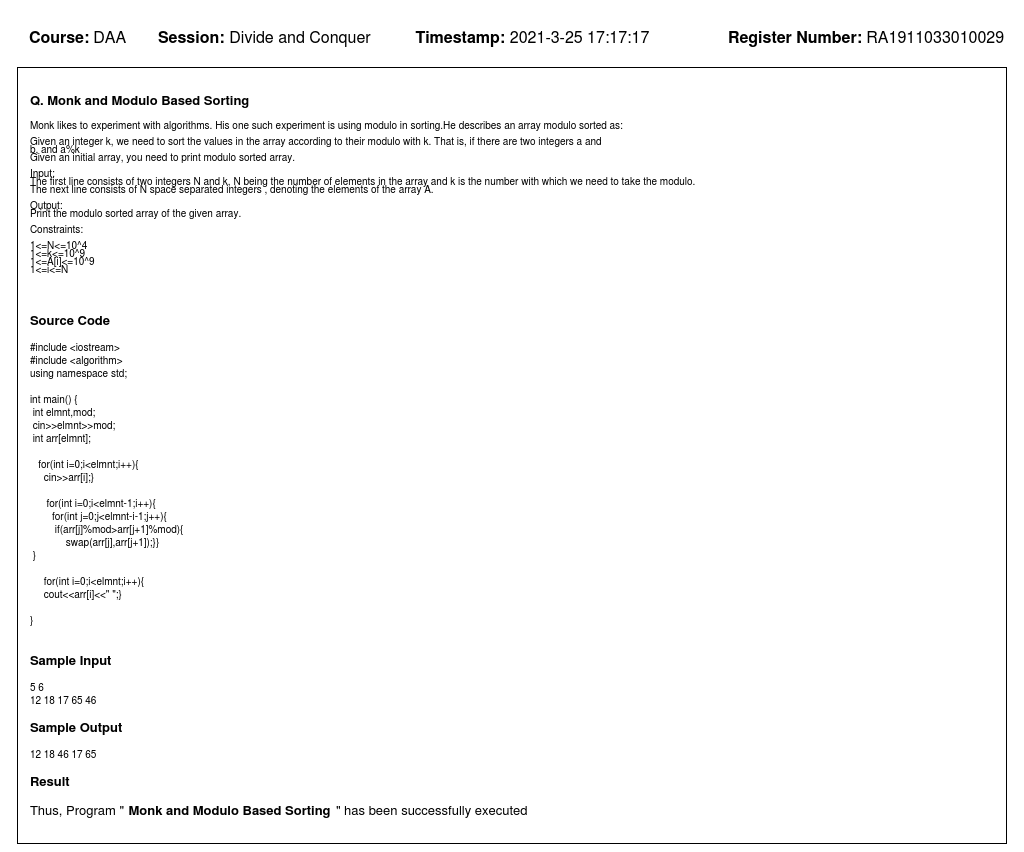 Course: DAA Session: Divide and Conquer Timestamp: 2021-3-25 17:17:17 Register Number: RA1911033010029
Q. Monk and Modulo Based Sorting
Monk likes to experiment with algorithms. His one such experiment is using modulo in sorting.He describes an array modulo sorted as:
Given an integer k, we need to sort the values in the array according to their modulo with k. That is, if there are two integers a and
b, and a%k
Given an initial array, you need to print modulo sorted array.
Input:
The first line consists of two integers N and k, N being the number of elements in the array and k is the number with which we need to take the modulo.
The next line consists of N space separated integers , denoting the elements of the array A.
Output:
Print the modulo sorted array of the given array.
Constraints:
1<=N<=10^4
1<=k<=10^9
1<=A[i]<=10^9
1<=i<=N
Source Code
#include <iostream>
#include <algorithm>
using namespace std;
int main() {
int elmnt,mod;
cin>>elmnt>>mod;
int arr[elmnt];
for(int i=0;i<elmnt;i++){
cin>>arr[i];}
for(int i=0;i<elmnt-1;i++){
for(int j=0;j<elmnt-i-1;j++){
if(arr[j]%mod>arr[j+1]%mod){
swap(arr[j],arr[j+1]);}}
}
for(int i=0;i<elmnt;i++){
cout<<arr[i]<<" ";}
}
Sample Input
5 6
12 18 17 65 46
Sample Output
12 18 46 17 65
Result
Thus, Program " Monk and Modulo Based Sorting " has been successfully executed